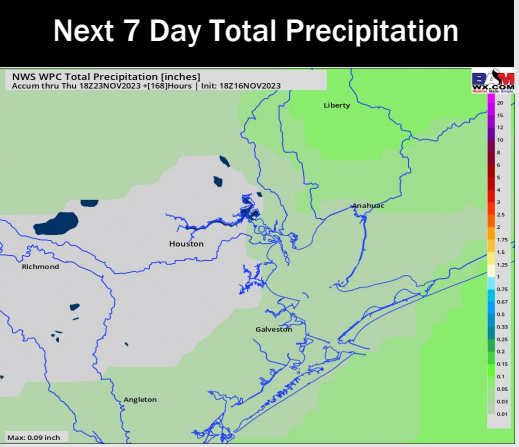 Next 7 Day Total Precipitation
NWS WPC Total Precipitation [inches]
Accum thru Thu 18Z23NOV2023 +(168)Hours | Init: 18Z16NOV2023
BAM
WX.COM
Liberty
Anahuac
Houston
Richmond
Galveston
Angleton
Max: 0.09 inch
20
15
12
10
8
6
5
4
3
2.5
2
1.75
1.5
1.25
1
0.75
0.67
0.5
0.33
0.25
0.2
0.15
0.1
0.05
0.03
0.01